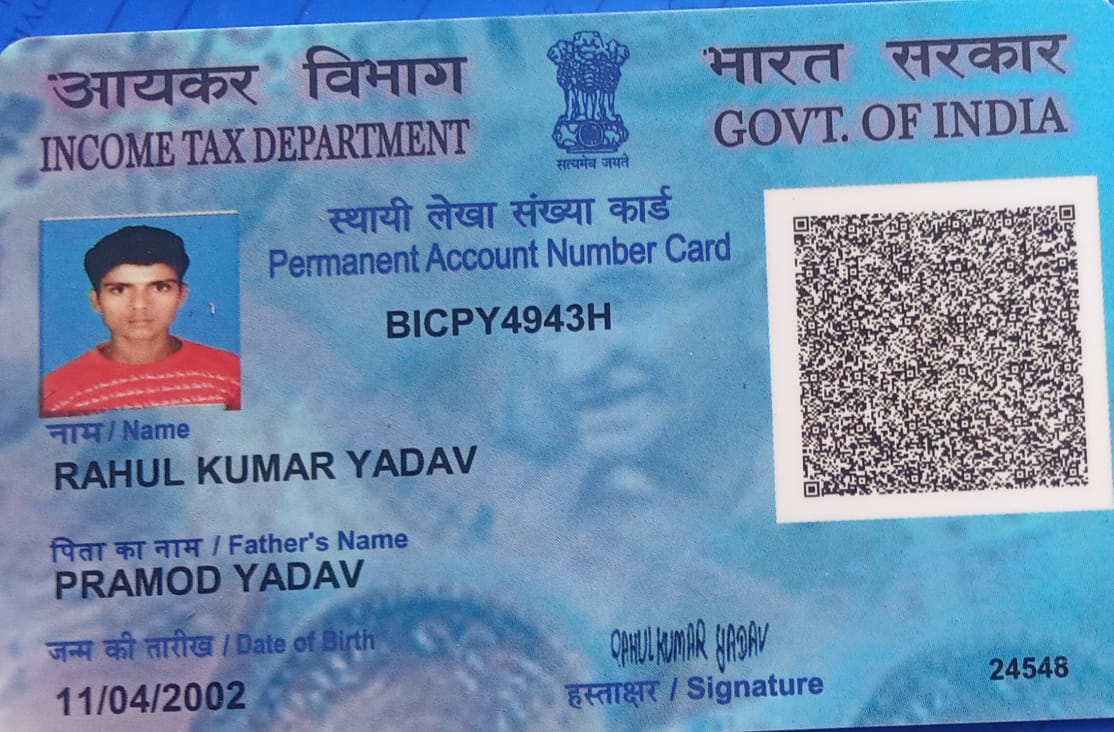 आयकर विभाग
INCOME TAX DEPARTMENT
सत्यमेव जयते
भारत सरकार
GOVT. OF INDIA
स्थायी लेखा संख्या कार्ड
Permanent Account Number Card
BICPY4943H
नाम / Name
RAHUL KUMAR YADAV
पिता का नाम / Father's Name
PRAMOD YADAV
जन्म की तारीख / Date of Birth
11/04/2002
RAHUL KUMAR YADAV
हस्ताक्षर / Signature
24548